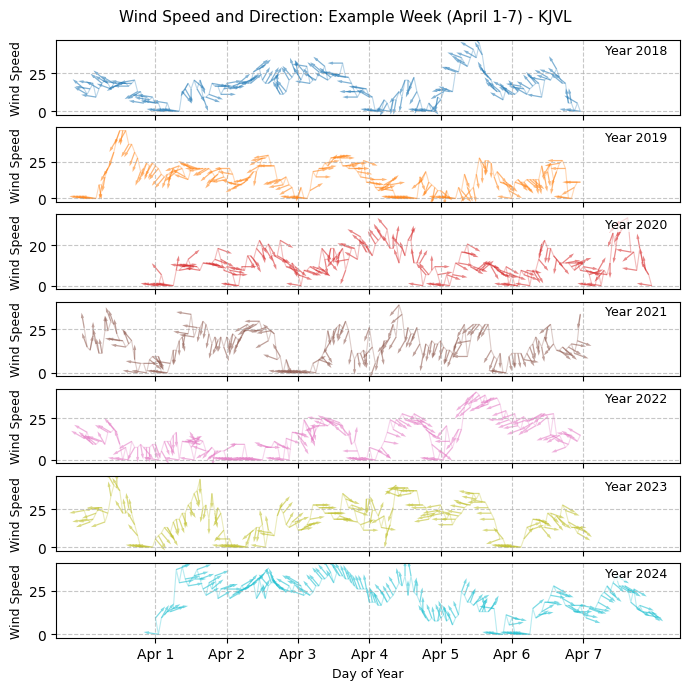 Wind Speed and Direction: Example Week (April 1-7) - KJVL
Wind Speed
25
0
Year 2018
Wind Speed
25
0
Year 2019
Wind Speed
20
0
Year 2020
Wind Speed
25
0
Year 2021
Wind Speed
25
0
Year 2022
Wind Speed
25
0
Year 2023
Wind Speed
25
0
Year 2024
Apr 1 Apr 2 Apr 3 Apr 4 Apr 5 Apr 6 Apr 7
Day of Year